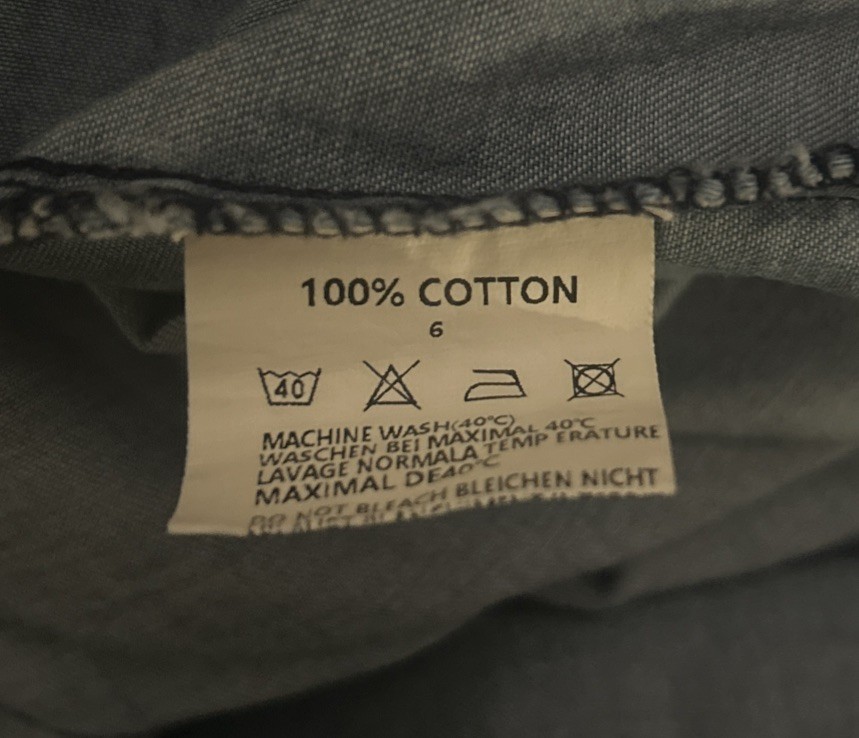 100% COTTON
6
40
MACHINE WASH(40°C)
WASCHEN BEI MAXIMAL 40°C
LAVAGE NORMALA TEMP ERATURE
MAXIMAL DE40°C
DO NOT BLEACH BLEICHEN NICHT